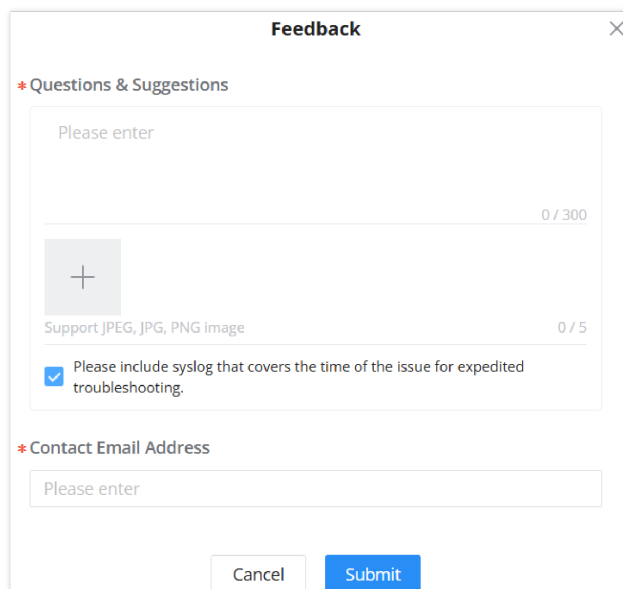 Feedback
* Questions & Suggestions
Please enter
0 / 300
Support JPEG, JPG, PNG image
0 / 5
Please include syslog that covers the time of the issue for expedited
troubleshooting.
* Contact Email Address
Please enter
Cancel
Submit